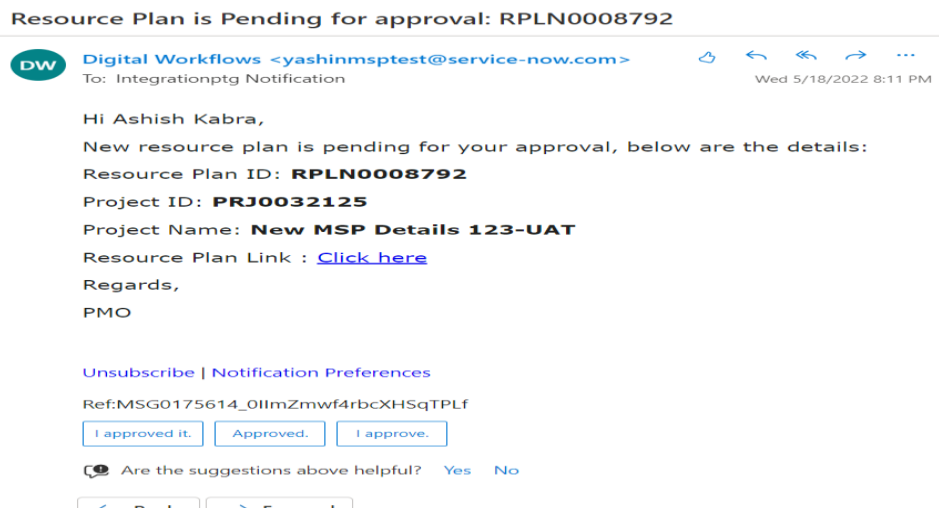 Resource Plan is Pending for approval: RPLN0008792
DW
Digital Workflows <yashinmsptest@service-now.com>
To: Integrationptg Notification
Wed 5/18/2022 8:11 PM
Hi Ashish Kabra,
New resource plan is pending for your approval, below are the details:
Resource Plan ID: RPLN0008792
Project ID: PRJ0032125
Project Name: New MSP Details 123-UAT
Resource Plan Link : Click here
Regards,
PMO
Unsubscribe | Notification Preferences
Ref:MSG0175614_0IImZmwf4rbcXHSqTPLf
I approved it. Approved. I approve.
Are the suggestions above helpful? Yes No